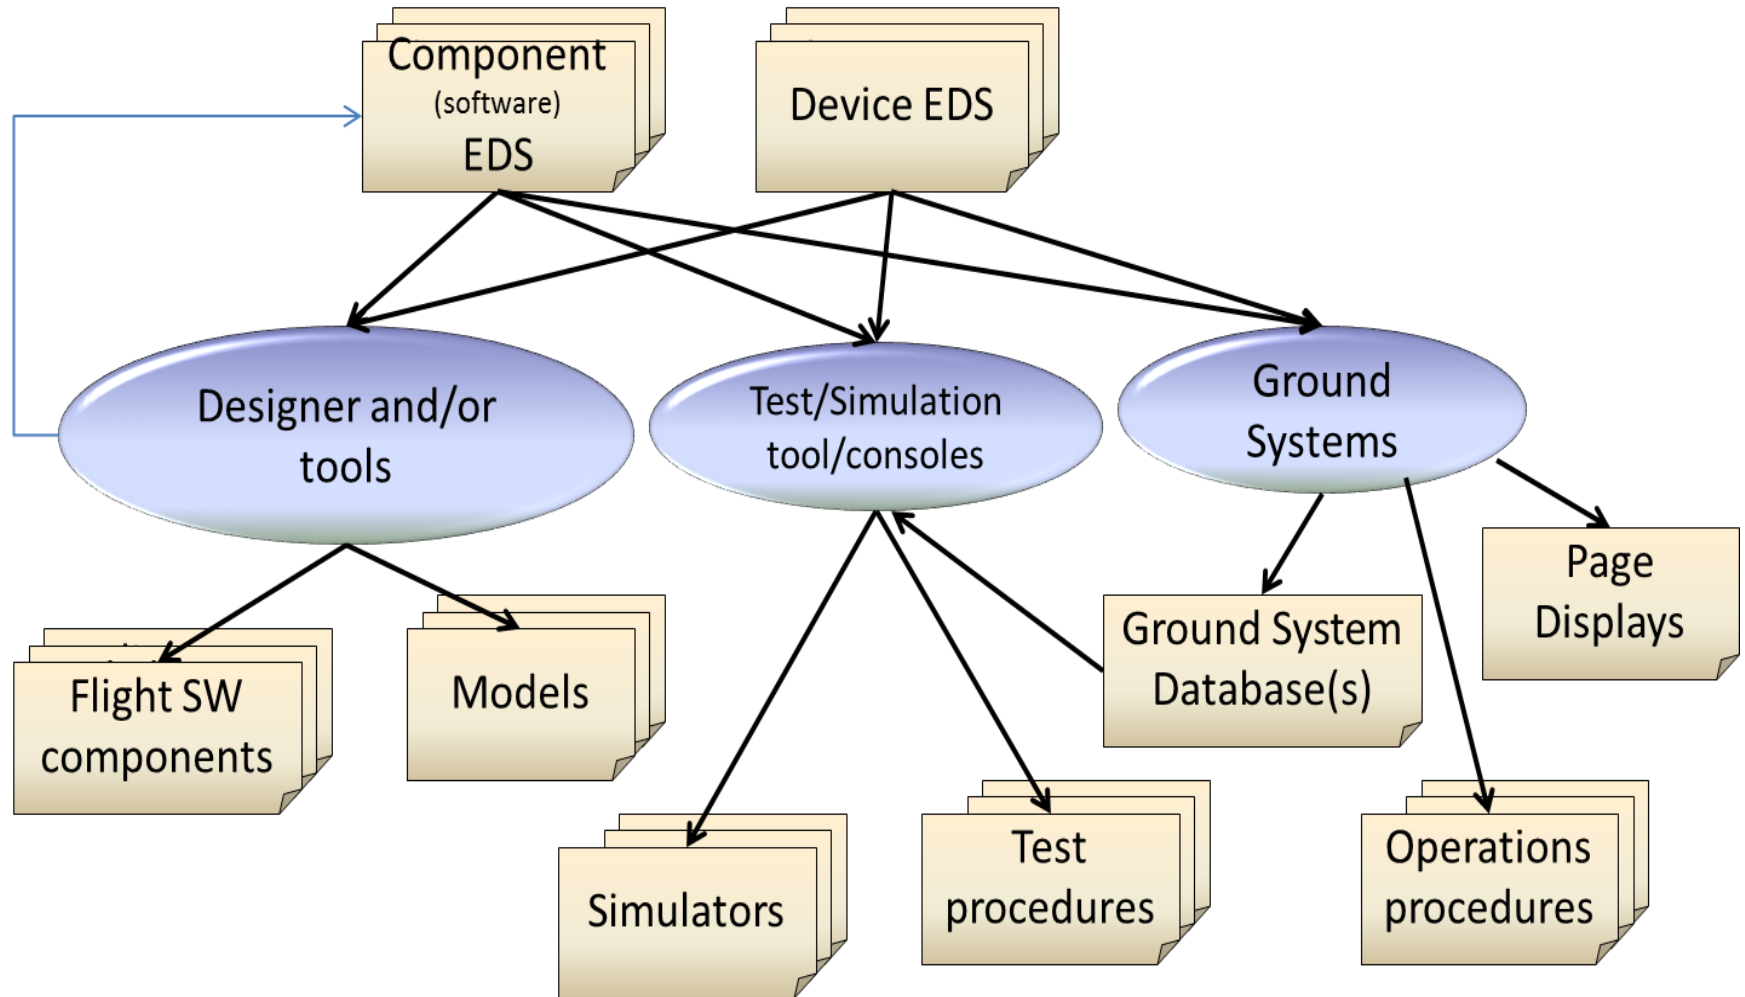 Component
(software)
EDS
Device EDS
Designer and/or
tools
Test/Simulation
tool/consoles
Ground
Systems
Page
Displays
Ground System
Database(s)
Flight SW
components
Models
Simulators
Test
procedures
Operations
procedures